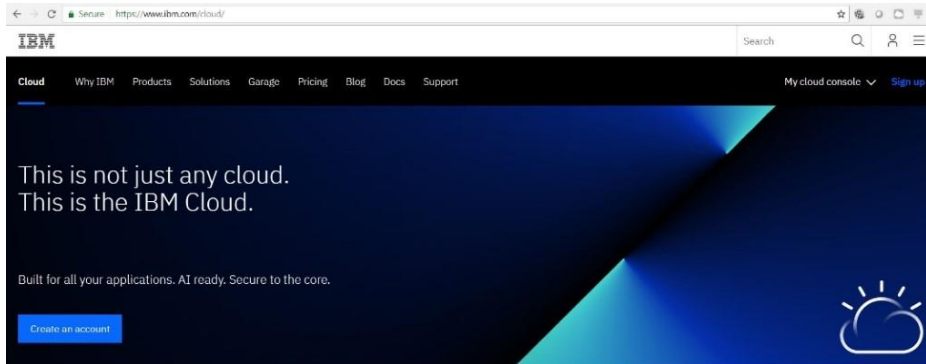 Secure https://www.ibm.com/cloud/
IBM Search
Cloud Why IBM Products Solutions Garage Pricing Blog Docs Support My cloud console Sign up
This is not just any cloud.
This is the IBM Cloud.
Built for all your applications. AI ready. Secure to the core.
Create an account